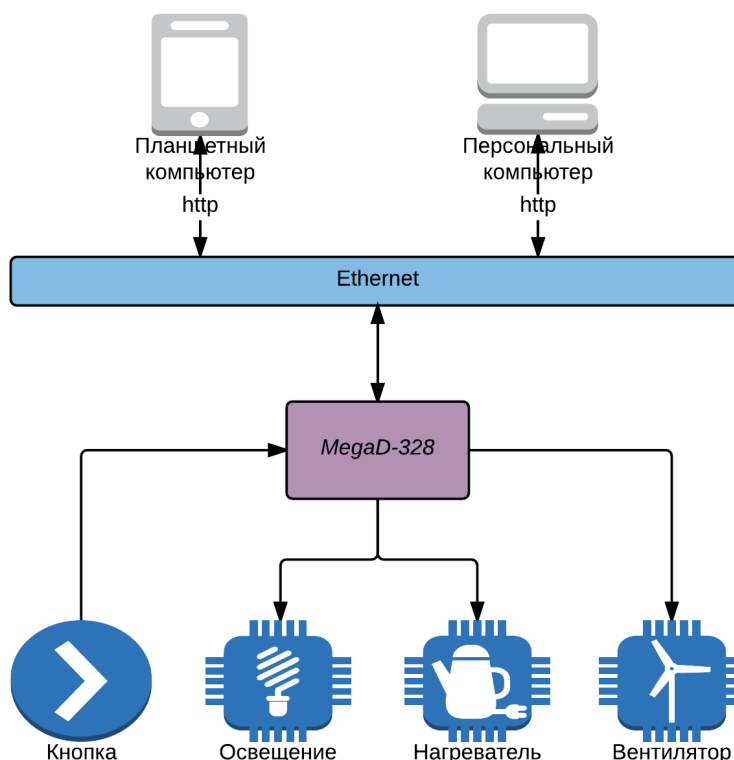 Планшетный
компьютер
http
Персональный
компьютер
http
Ethernet
MegaD-328
Кнопка
Освещение
Нагреватель
Вентилятор